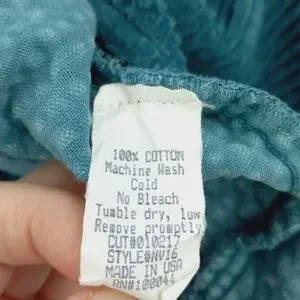 100% COTTON
Machine Wash
Cold
No Bleach
Tumble dry, low,
Remove promptly
CUT#010217
STYLE#NV16
MADE IN USA
RN#100044